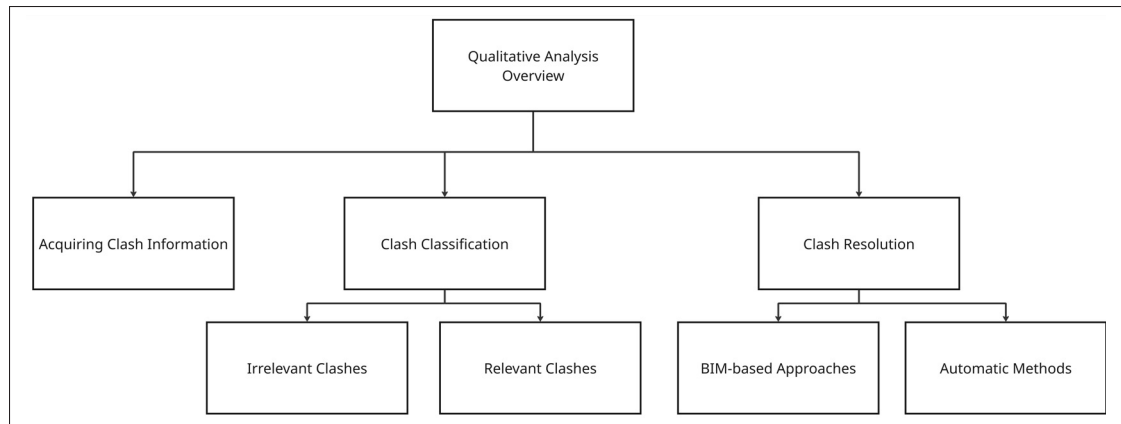 Qualitative Analysis
Overview
Acquiring Clash Information
Clash Classification
Clash Resolution
Irrelevant Clashes
Relevant Clashes
BIM-based Approaches
Automatic Methods